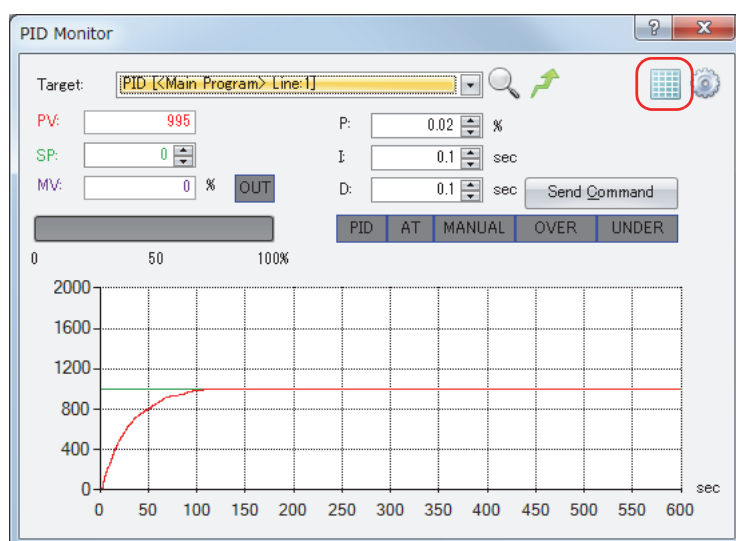 PID Monitor
?
Target: PID [<Main Program> Line:1]
PV: 995 P: 0.02 %
SP: 0 I: 0.1 sec
MV: 0 % OUT D: 0.1 sec Send Command
PID AT MANUAL OVER UNDER
0 50 100%
2000
1600
1200
800
400
0
sec
0 50 100 150 200 250 300 350 400 450 500 550 600